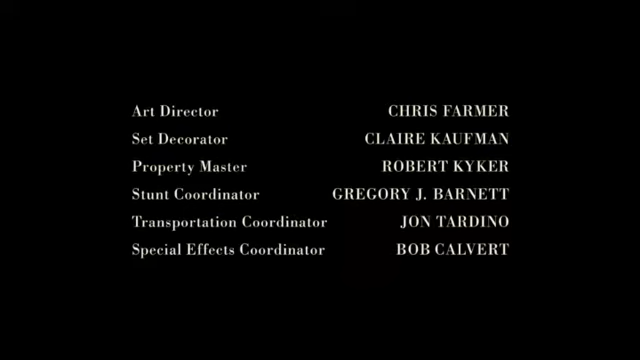 Art Director CHRIS FARMER
Set Decorator CLAIRE KAUFMAN
Property Master ROBERT KYKER
Stunt Coordinator GREGORY J. BARNETT
Transportation Coordinator JON TARDINO
Special Effects Coordinator BOB CALVERT